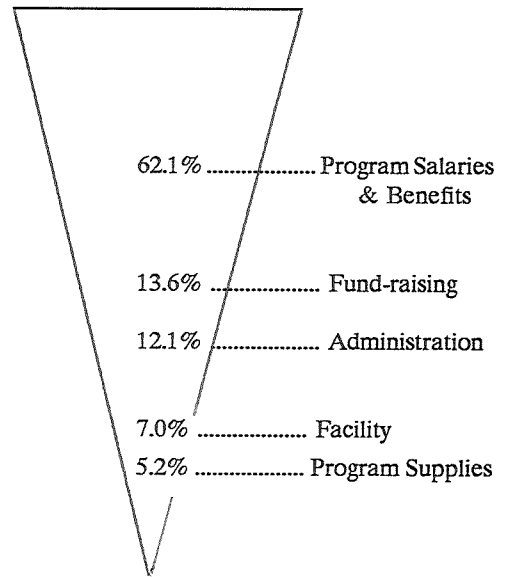 62.1% .................... Program Salaries
& Benefits
13.6% .................... Fund-raising
12.1% .................... Administration
7.0% .................... Facility
5.2% .................... Program Supplies